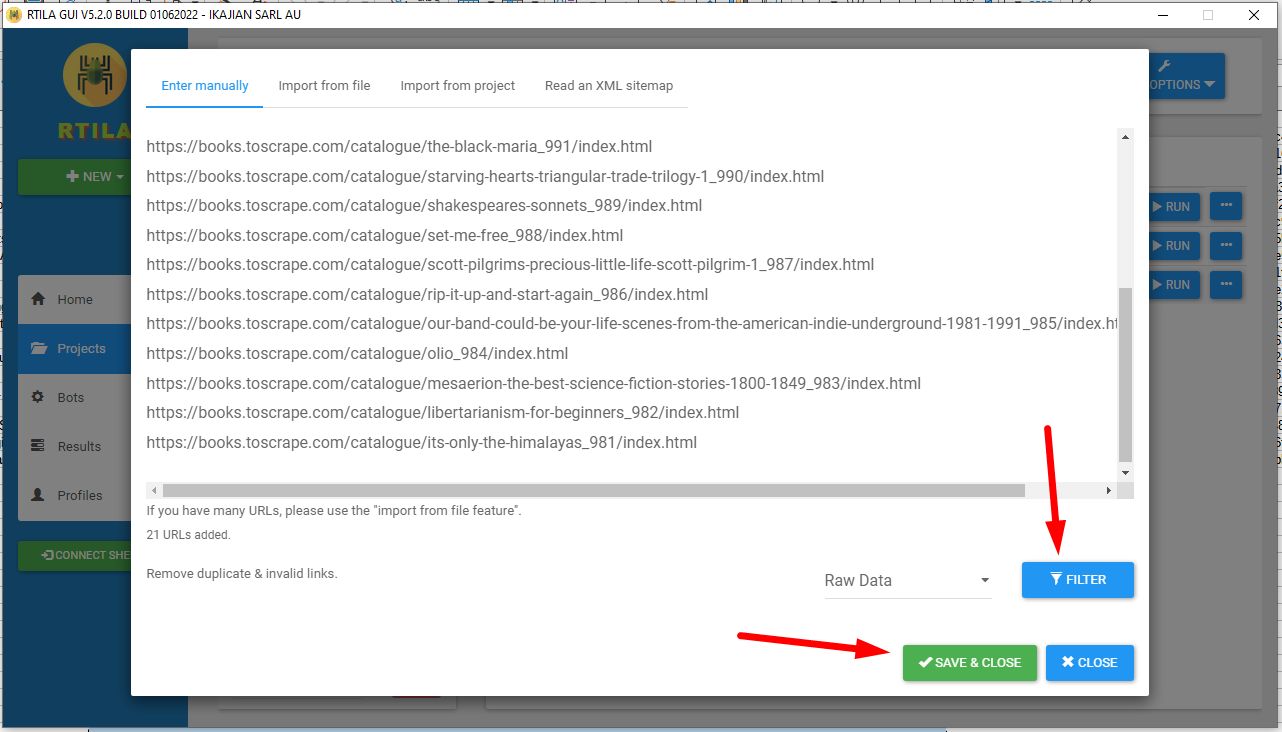 RTILA GUI V5.2.0 BUILD 01062022 - IKAJIAN SARL AU
Enter manually Import from file Import from project Read an XML sitemap
OPTIONS
RTILA
NEW
https://books.toscrape.com/catalogue/the-black-maria_991/index.html
https://books.toscrape.com/catalogue/starving-hearts-triangular-trade-trilogy-1_990/index.html
https://books.toscrape.com/catalogue/shakespeares-sonnets_989/index.html
https://books.toscrape.com/catalogue/set-me-free_988/index.html
https://books.toscrape.com/catalogue/scott-pilgrims-precious-little-life-scott-pilgrim-1_987/index.html
https://books.toscrape.com/catalogue/rip-it-up-and-start-again_986/index.html
https://books.toscrape.com/catalogue/our-band-could-be-your-life-scenes-from-the-american-indie-underground-1981-1991_985/index.ht
https://books.toscrape.com/catalogue/olio_984/index.html
https://books.toscrape.com/catalogue/mesaerion-the-best-science-fiction-stories-1800-1849_983/index.html
https://books.toscrape.com/catalogue/libertarianism-for-beginners_982/index.html
https://books.toscrape.com/catalogue/its-only-the-himalayas_981/index.html
RUN
RUN
RUN
Home
Projects
Bots
Results
Profiles
CONNECT SHE
If you have many URLs, please use the "import from file feature".
21 URLs added.
Remove duplicate & invalid links.
Raw Data
FILTER
SAVE & CLOSE
CLOSE